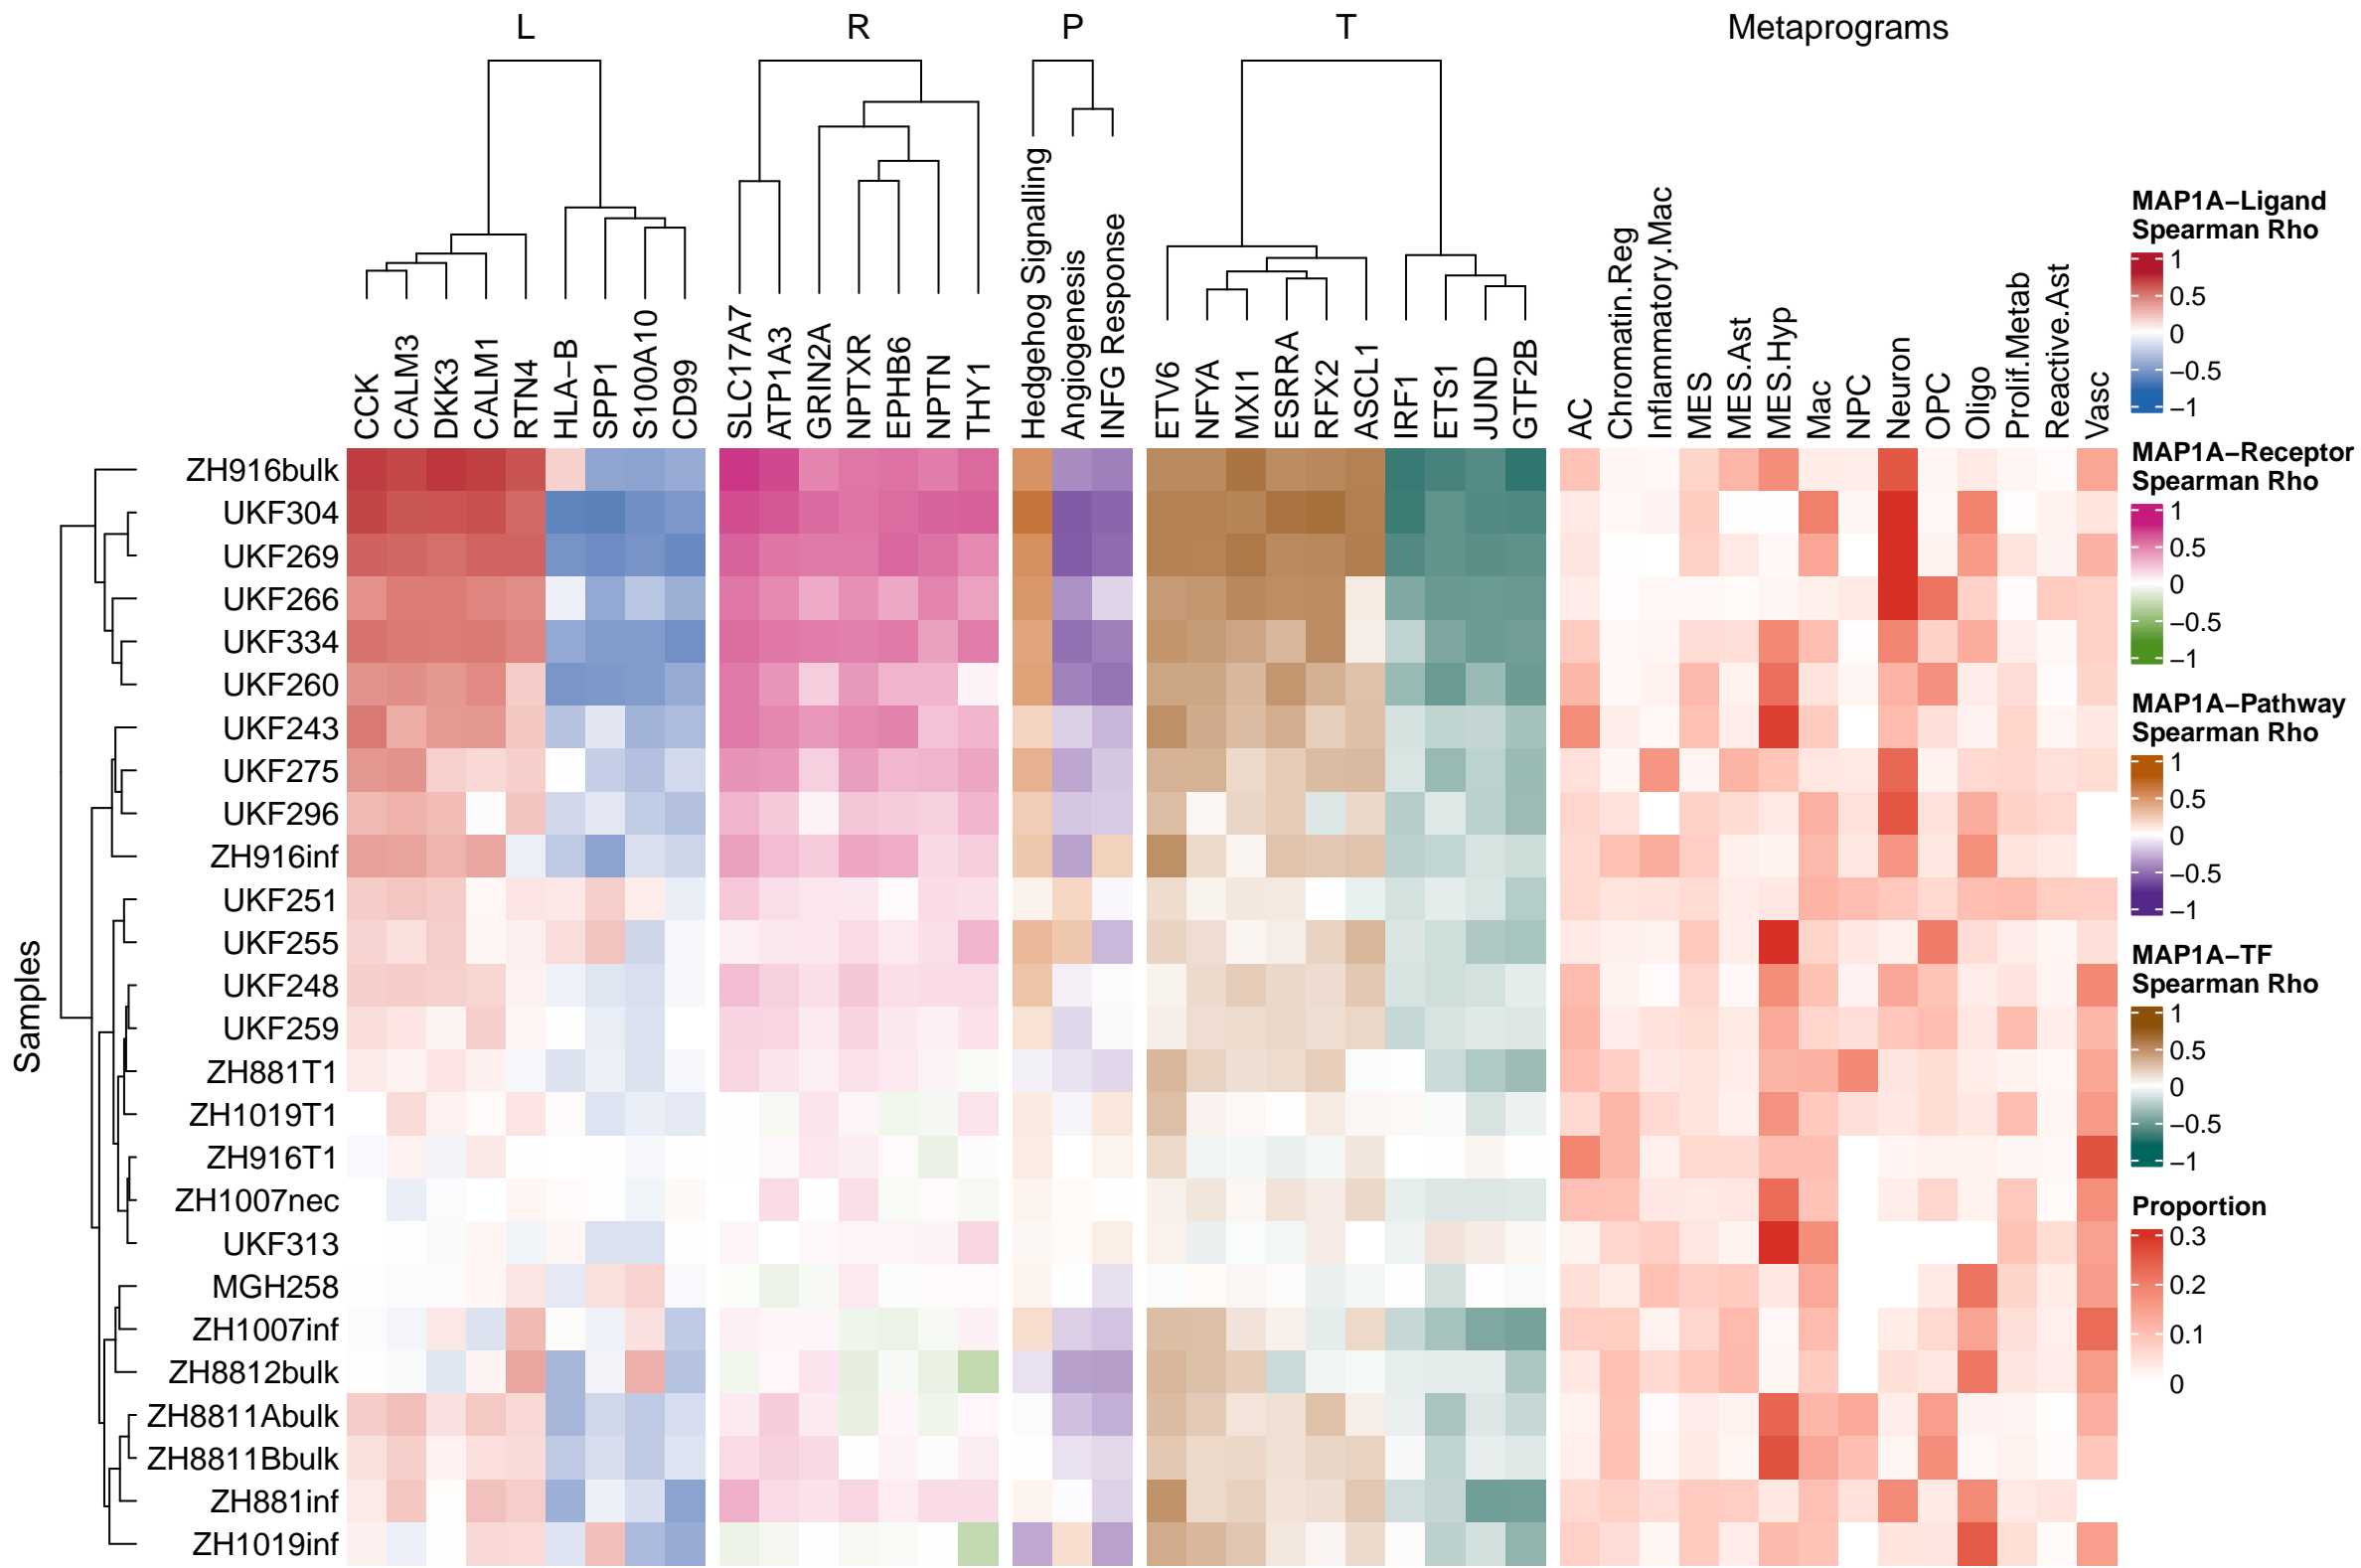 L R P T Metaprograms
CCK CALM3 DKK3 CALM1 RTN4 HLA−B SPP1 S100A10 CD99
SLC17A7 ATP1A3 GRIN2A NPTXR EPHB6 NPTN THY1
Hedgehog Signalling Angiogenesis INFG Response
ETV6 NFYA MXI1 ESRRA RFX2 ASCL1 IRF1 ETS1 JUND GTF2B
AC Chromatin.Reg Inflammatory.Mac MES MES.Ast MES.Hyp Mac NPC Neuron OPC Oligo Prolif.Metab Reactive.Ast Vasc
Samples
ZH916bulk
UKF304
UKF269
UKF266
UKF334
UKF260
UKF243
UKF275
UKF296
ZH916inf
UKF251
UKF255
UKF248
UKF259
ZH881T1
ZH1019T1
ZH916T1
ZH1007nec
UKF313
MGH258
ZH1007inf
ZH8812bulk
ZH8811Abulk
ZH8811Bbulk
ZH881inf
ZH1019inf
MAP1A−Ligand
Spearman Rho
1
0.5
0
−0.5
−1
MAP1A−Receptor
Spearman Rho
1
0.5
0
−0.5
−1
MAP1A−Pathway
Spearman Rho
1
0.5
0
−0.5
−1
MAP1A−TF
Spearman Rho
1
0.5
0
−0.5
−1
Proportion
0.3
0.2
0.1
0